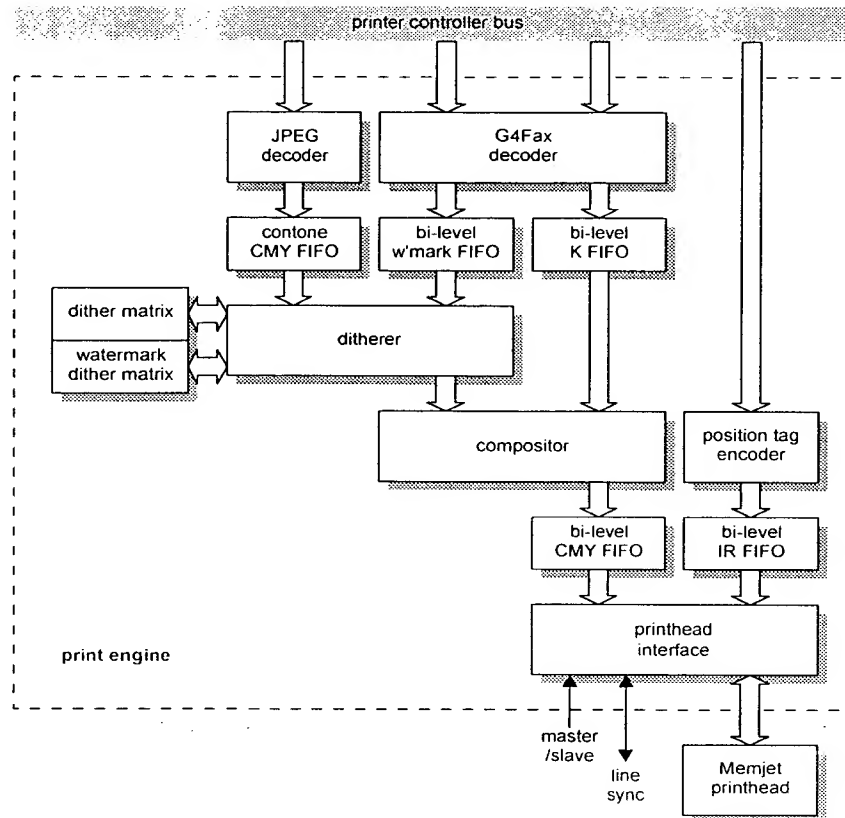 printer controller bus
JPEG
decoder
G4Fax
decoder
contone
CMY FIFO
bi-level
w'mark FIFO
bi-level
K FIFO
dither matrix
watermark
dither matrix
ditherer
compositor
position tag
encoder
bi-level
CMY FIFO
bi-level
IR FIFO
printhead
interface
print engine
master
/slave
line
sync
Memjet
printhead